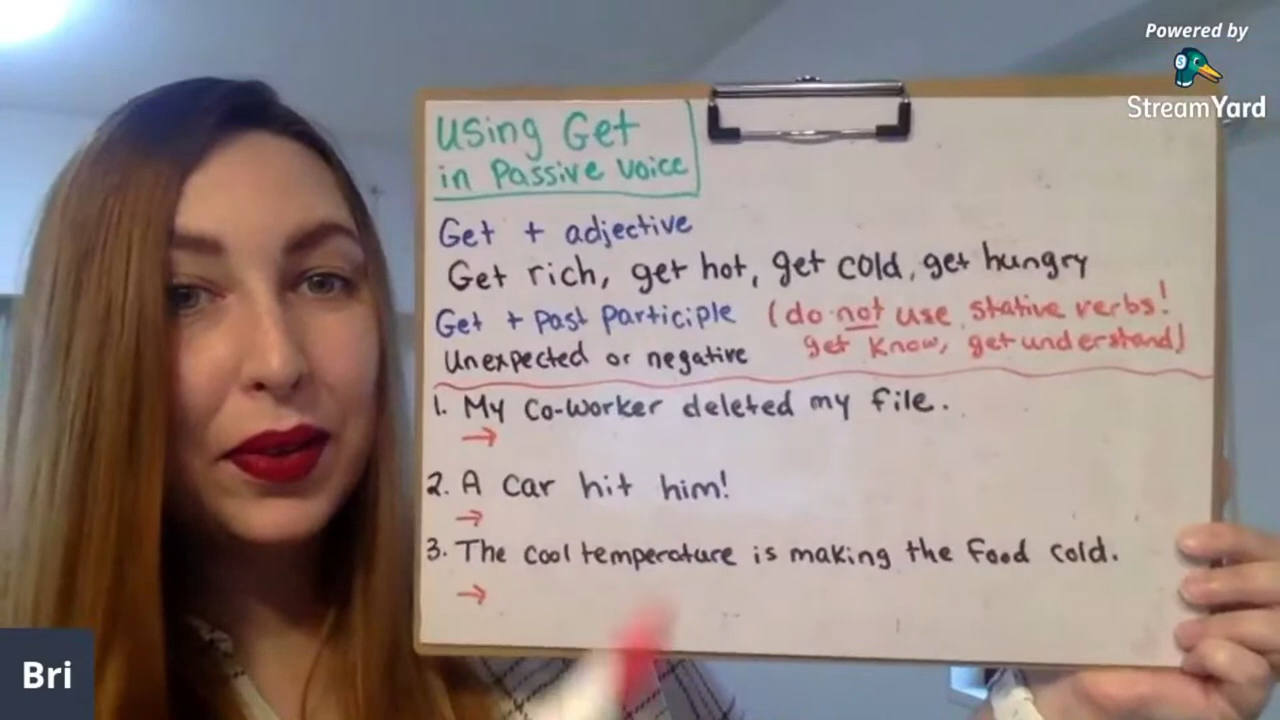 Powered by
StreamYard
Using Get
in Passive voice
Get + adjective
Get rich, get hot, get cold, get hungry
Get + past participle (do not use stative verbs!
Unexpected or negative get know, get understand)
1. My co-worker deleted my file.
→
2. A car hit him!
→
3. The cool temperature is making the food cold.
→
Bri